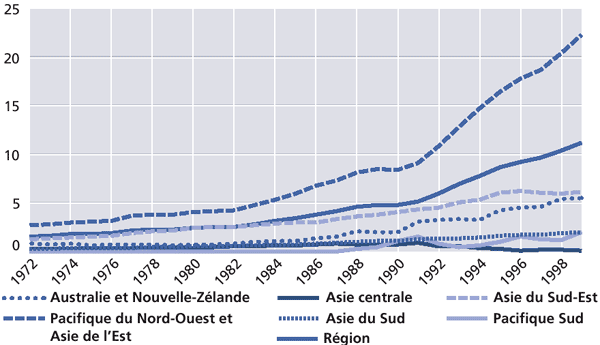 25
20
15
10
5
0
1972 1974 1976 1978 1980 1982 1984 1986 1988 1990 1992 1994 1996 1998
Australie et Nouvelle-Zélande
Asie centrale
Asie du Sud-Est
Pacifique du Nord-Ouest et
Asie de l'Est
Asie du Sud
Pacifique Sud
Région